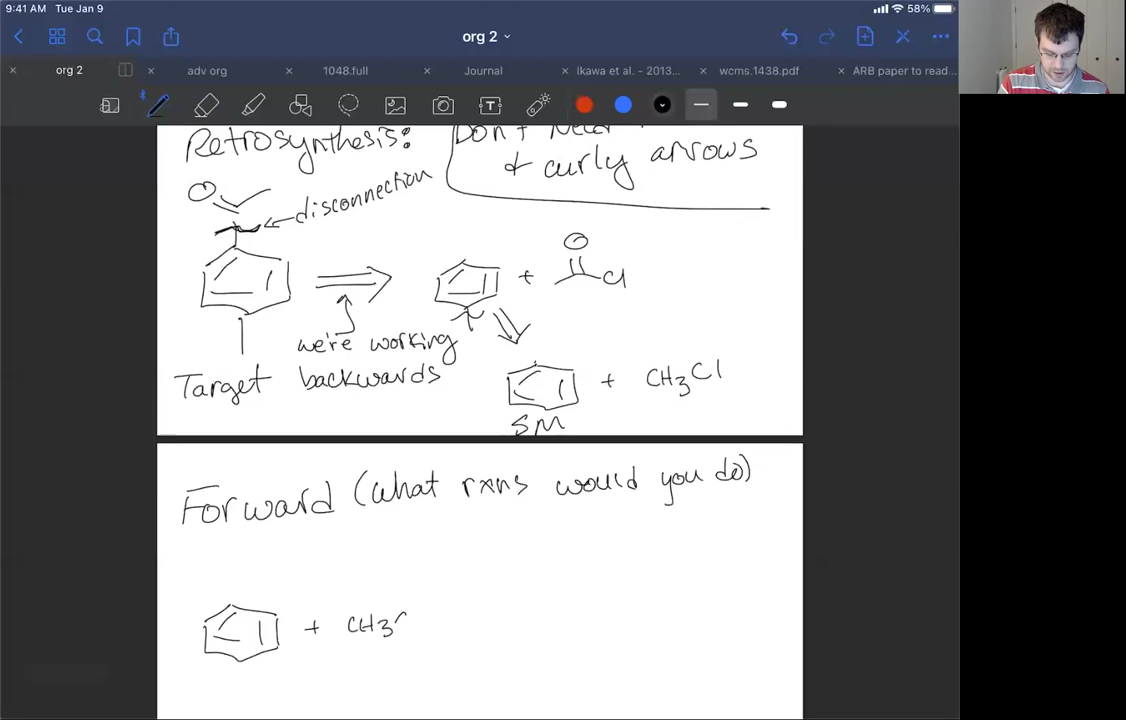 9:41 AM Tue Jan 9
58%
org 2
org 2
adv org
1048.full
Journal
Ikawa et al. - 2013...
wcms.1438.pdf
ARB paper to read...
Retrosynthesis:
Don't
& curly arrows
O
disconnection
O
+
Cl
we're working
backwards
Target
+ CH3Cl
SM
Forward (what rxns would you do)
+ CH3